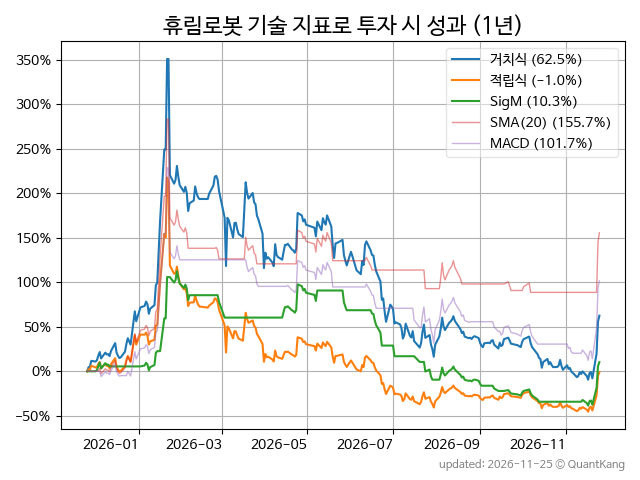 휴림로봇 기술 지표로 투자 시 성과 (1년)
거치식 (62.5%)
적립식 (−1.0%)
SigM (10.3%)
SMA(20) (155.7%)
MACD (101.7%)
350%
300%
250%
200%
150%
100%
50%
0%
−50%
2026-01 2026-03 2026-05 2026-07 2026-09 2026-11
updated: 2026-11-25 © QuantKang